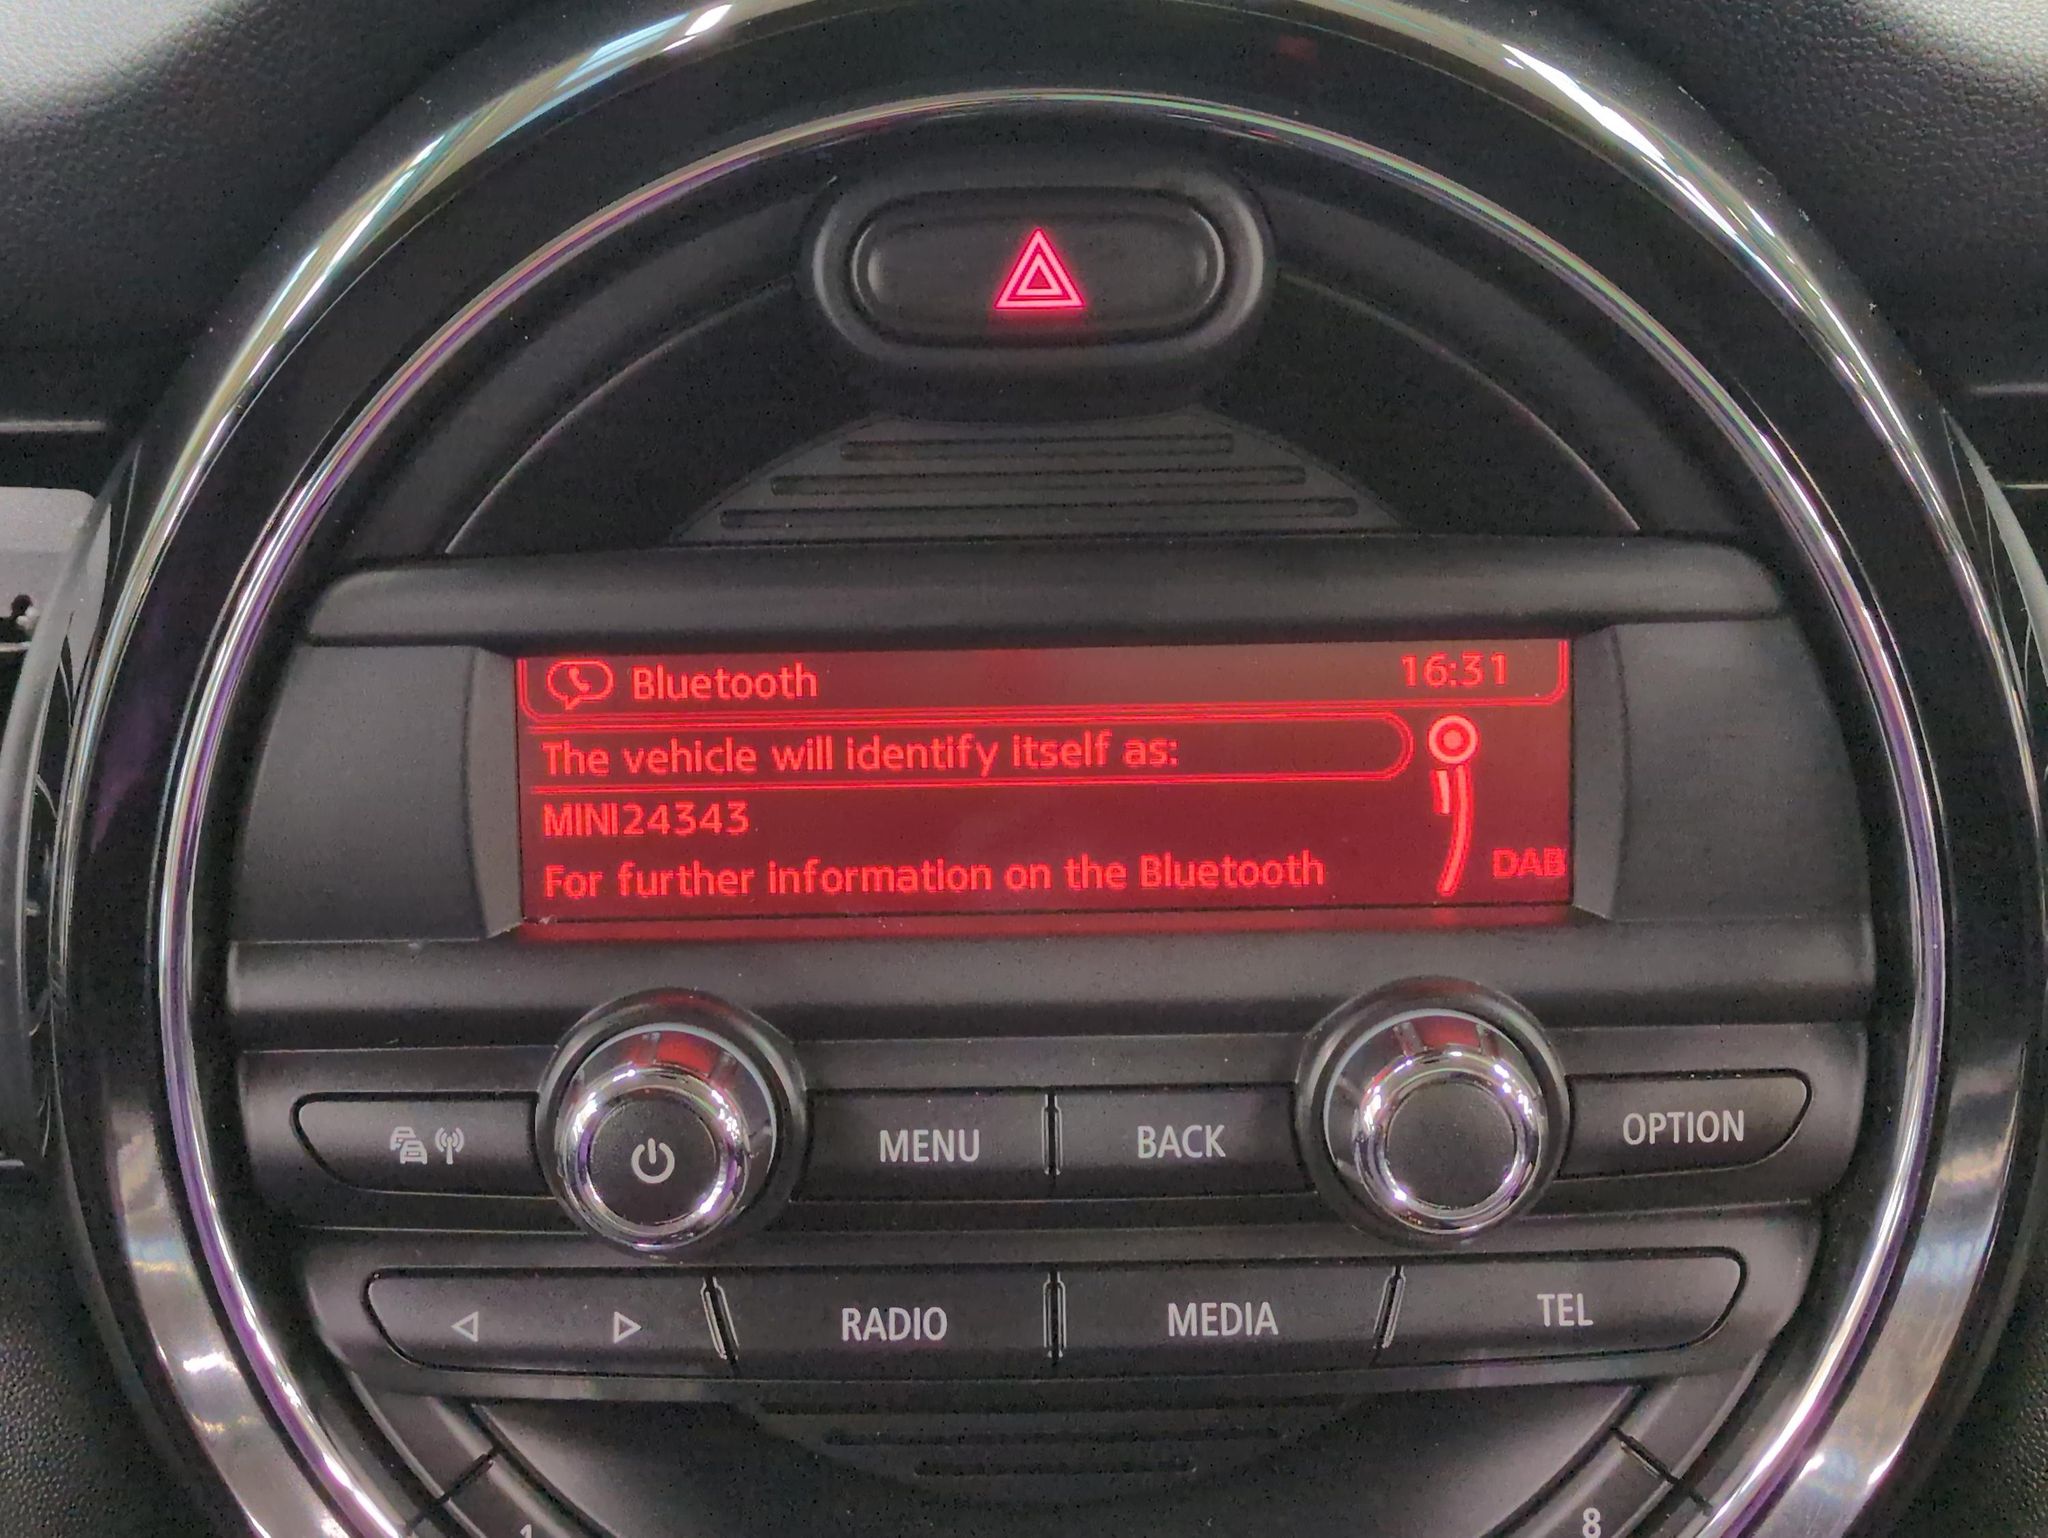 Bluetooth 16:31
The vehicle will identify itself as:
MINI24343
For further information on the Bluetooth
DAB
MENU BACK OPTION
RADIO MEDIA TEL
1 8